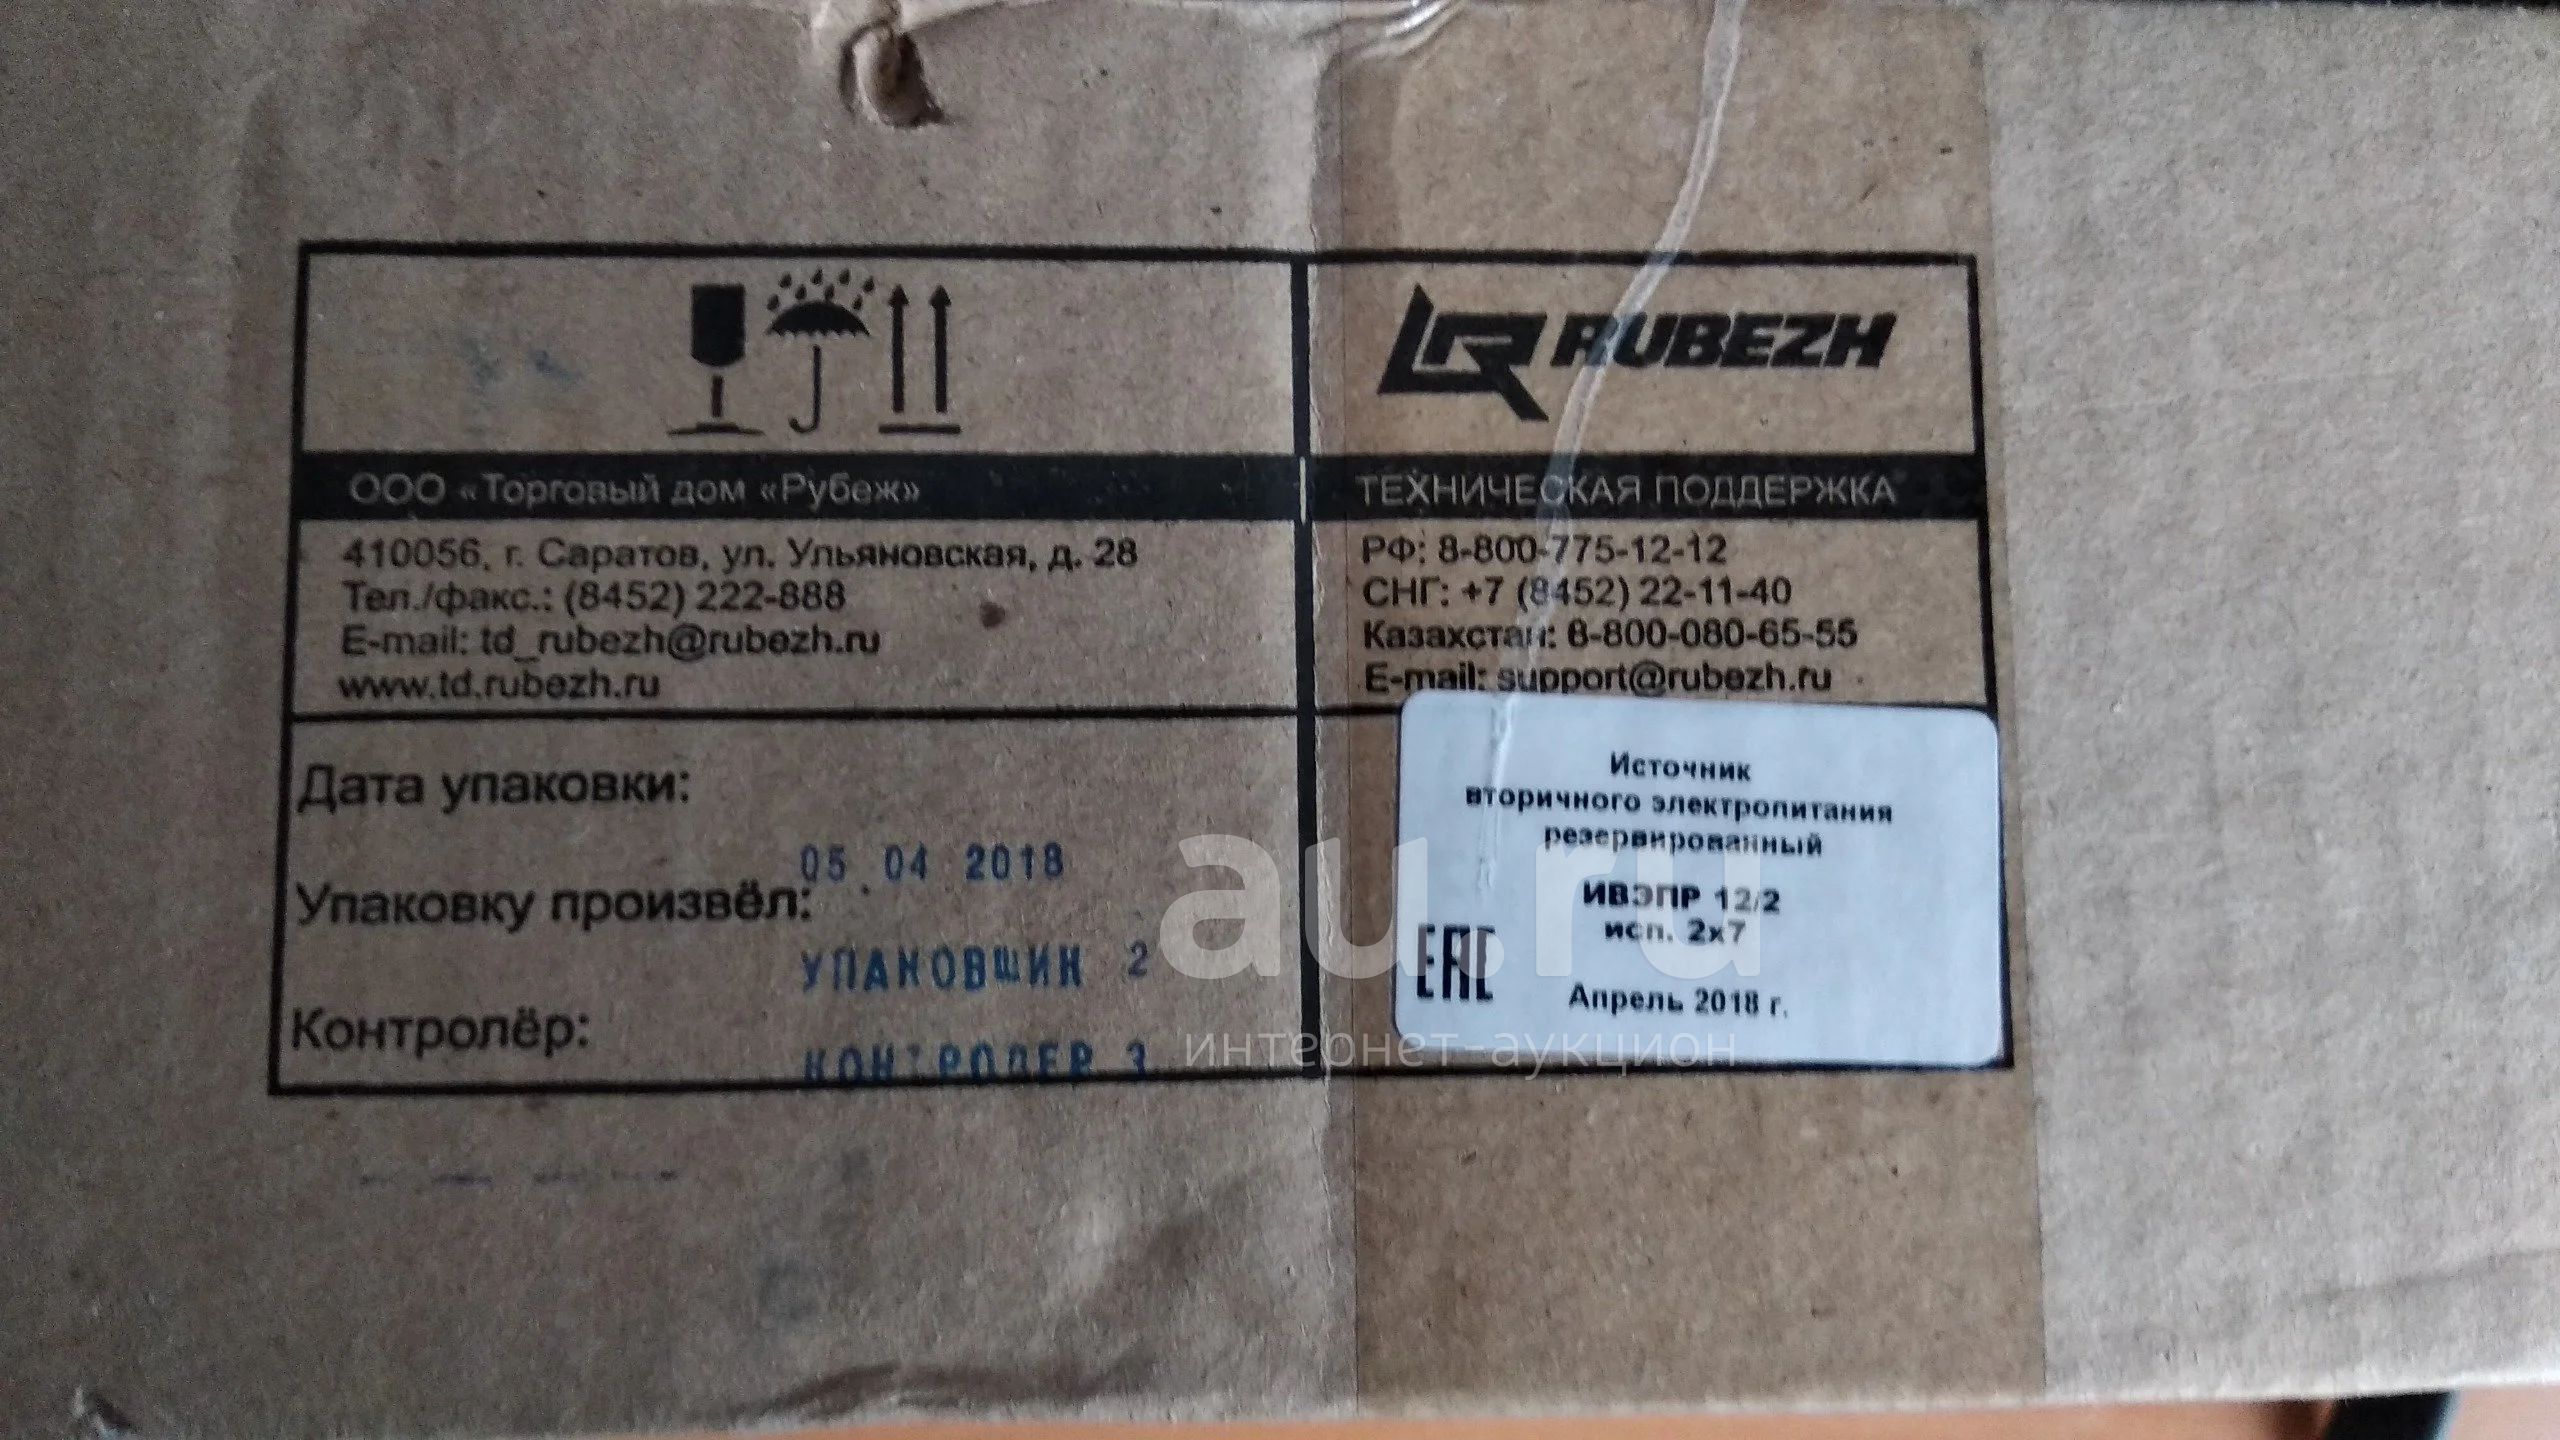 RUBEZH
ООО «Торговый дом «Рубеж»
410056, г. Саратов, ул. Ульяновская, д. 28
Тел./факс.: (8452) 222-888
E-mail: td_rubezh@rubezh.ru
www.td.rubezh.ru
ТЕХНИЧЕСКАЯ ПОДДЕРЖКА
РФ: 8-800-775-12-12
СНГ: +7 (8452) 22-11-40
Казахстан: 8-800-080-65-55
E-mail: support@rubezh.ru
Дата упаковки:
05.04 2018
Упаковку произвёл:
УПАКОВЩИК 2
Контролёр:
КОНТРОЛЕР 3
Источник
вторичного электропитания
резервированный
ИВЭПР 12/2
исп. 2х7
EAC
Апрель 2018 г.
au.ru
интернет-аукцион